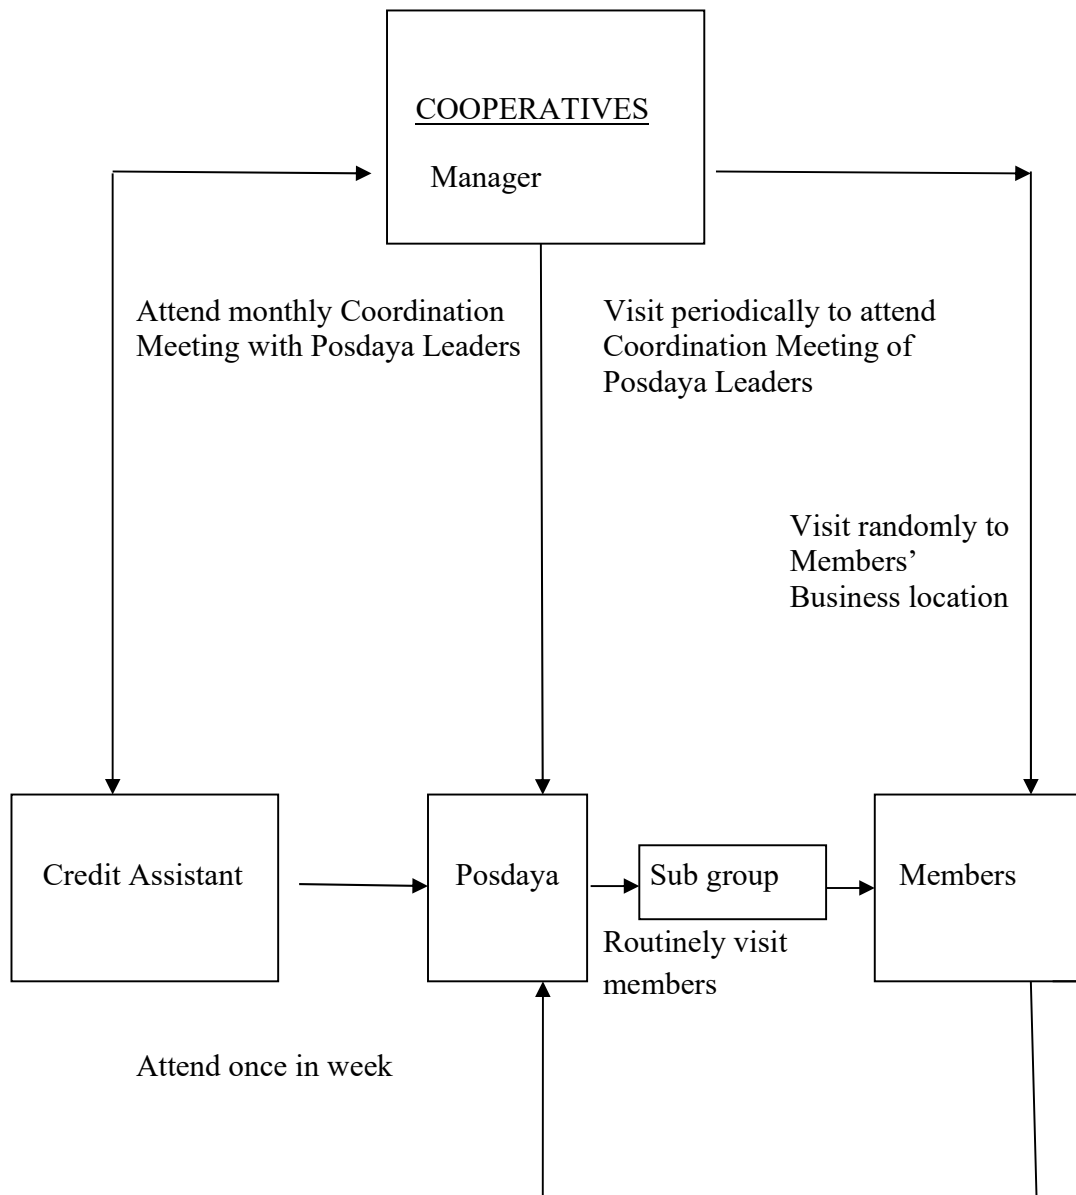 COOPERATIVES
Manager
Attend monthly Coordination
Meeting with Posdaya Leaders
Visit periodically to attend
Coordination Meeting of
Posdaya Leaders
Visit randomly to
Members’
Business location
Credit Assistant
Posdaya
Sub group
Members
Routinely visit
members
Attend once in week